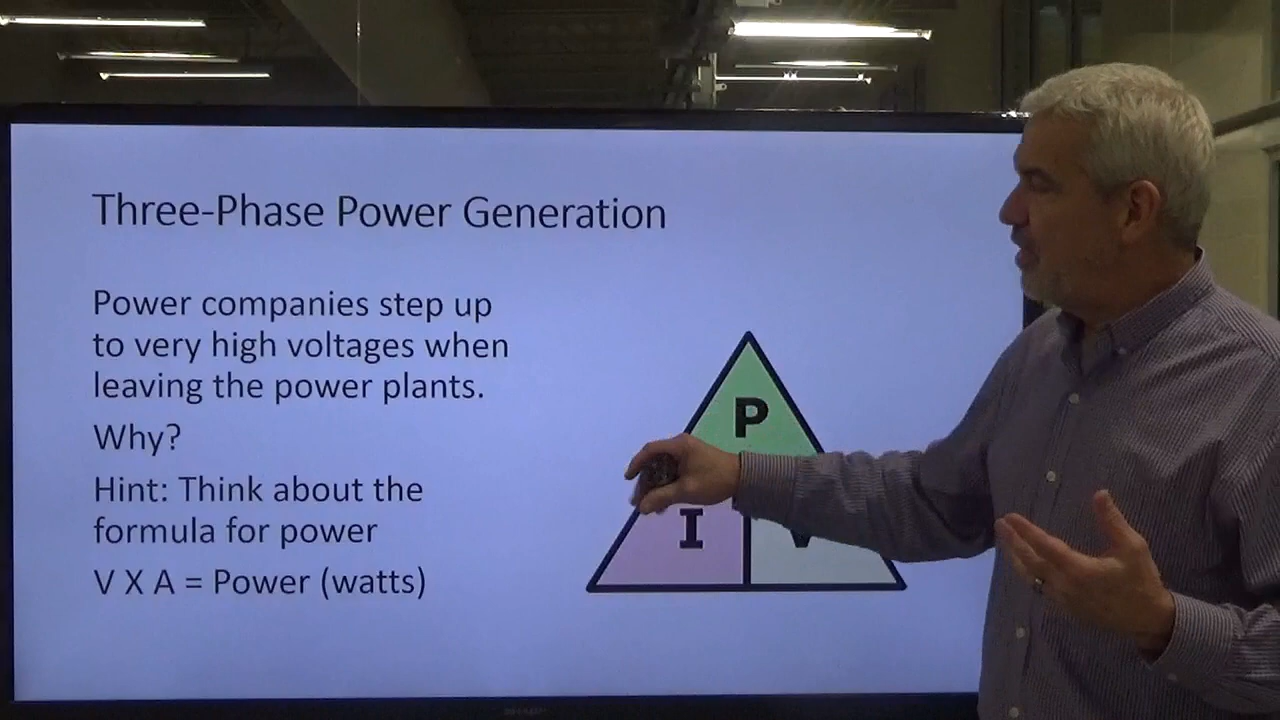 Three-Phase Power Generation
Power companies step up
to very high voltages when
leaving the power plants.
Why?
Hint: Think about the
formula for power
V X A = Power (watts)
P
I